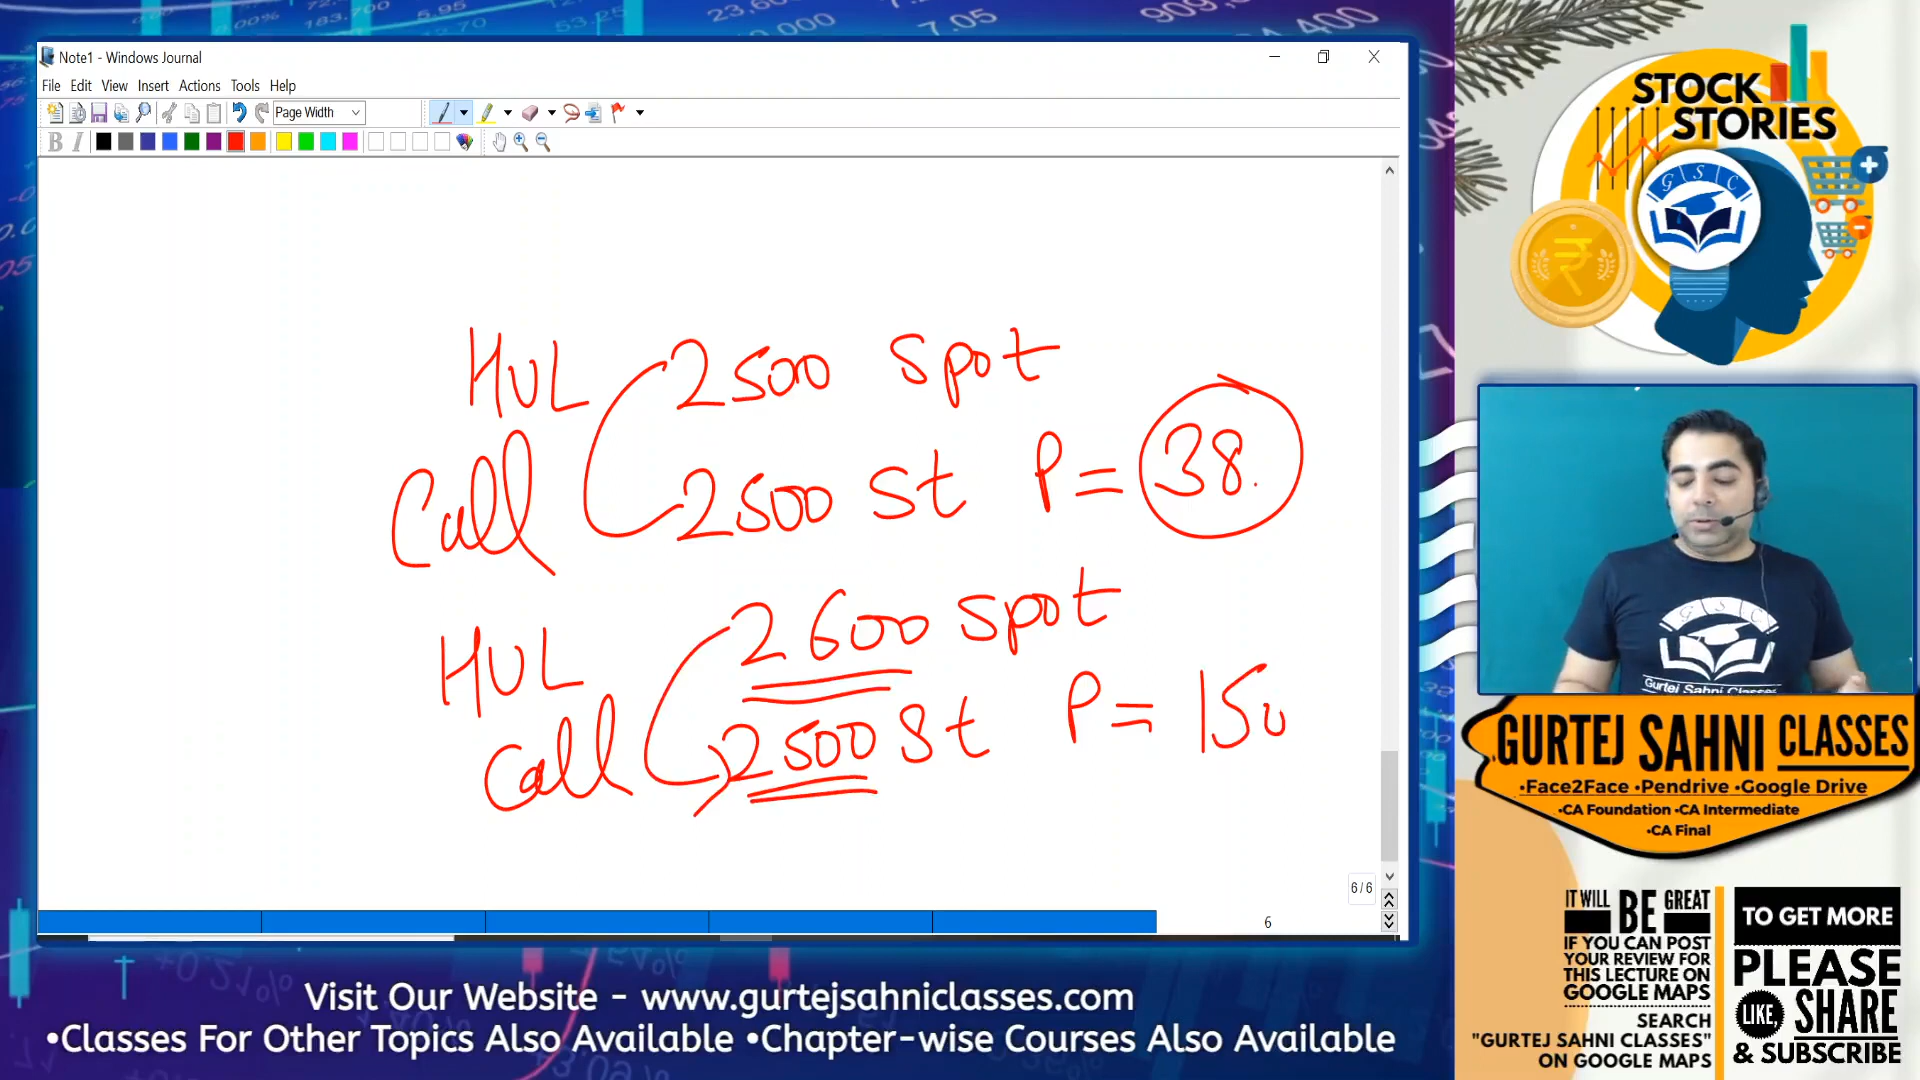 Note1 - Windows Journal
File Edit View Insert Actions Tools Help
Page Width
B I
HUL 2500 spot
Call 2500 St P = 38.
HUL 2600 spot
Call 2500 St P = 150
6/6
6
STOCK
STORIES
G S C
G S C
Gurtej Sahni Classes
GURTEJ SAHNI CLASSES
•Face2Face •Pendrive •Google Drive
•CA Foundation •CA Intermediate
•CA Final
IT WILL BE GREAT
IF YOU CAN POST
YOUR REVIEW FOR
THIS LECTURE ON
GOOGLE MAPS
SEARCH
"GURTEJ SAHNI CLASSES"
ON GOOGLE MAPS
TO GET MORE
PLEASE
LIKE, SHARE
& SUBSCRIBE
Visit Our Website - www.gurtejsahniclasses.com
•Classes For Other Topics Also Available •Chapter-wise Courses Also Available